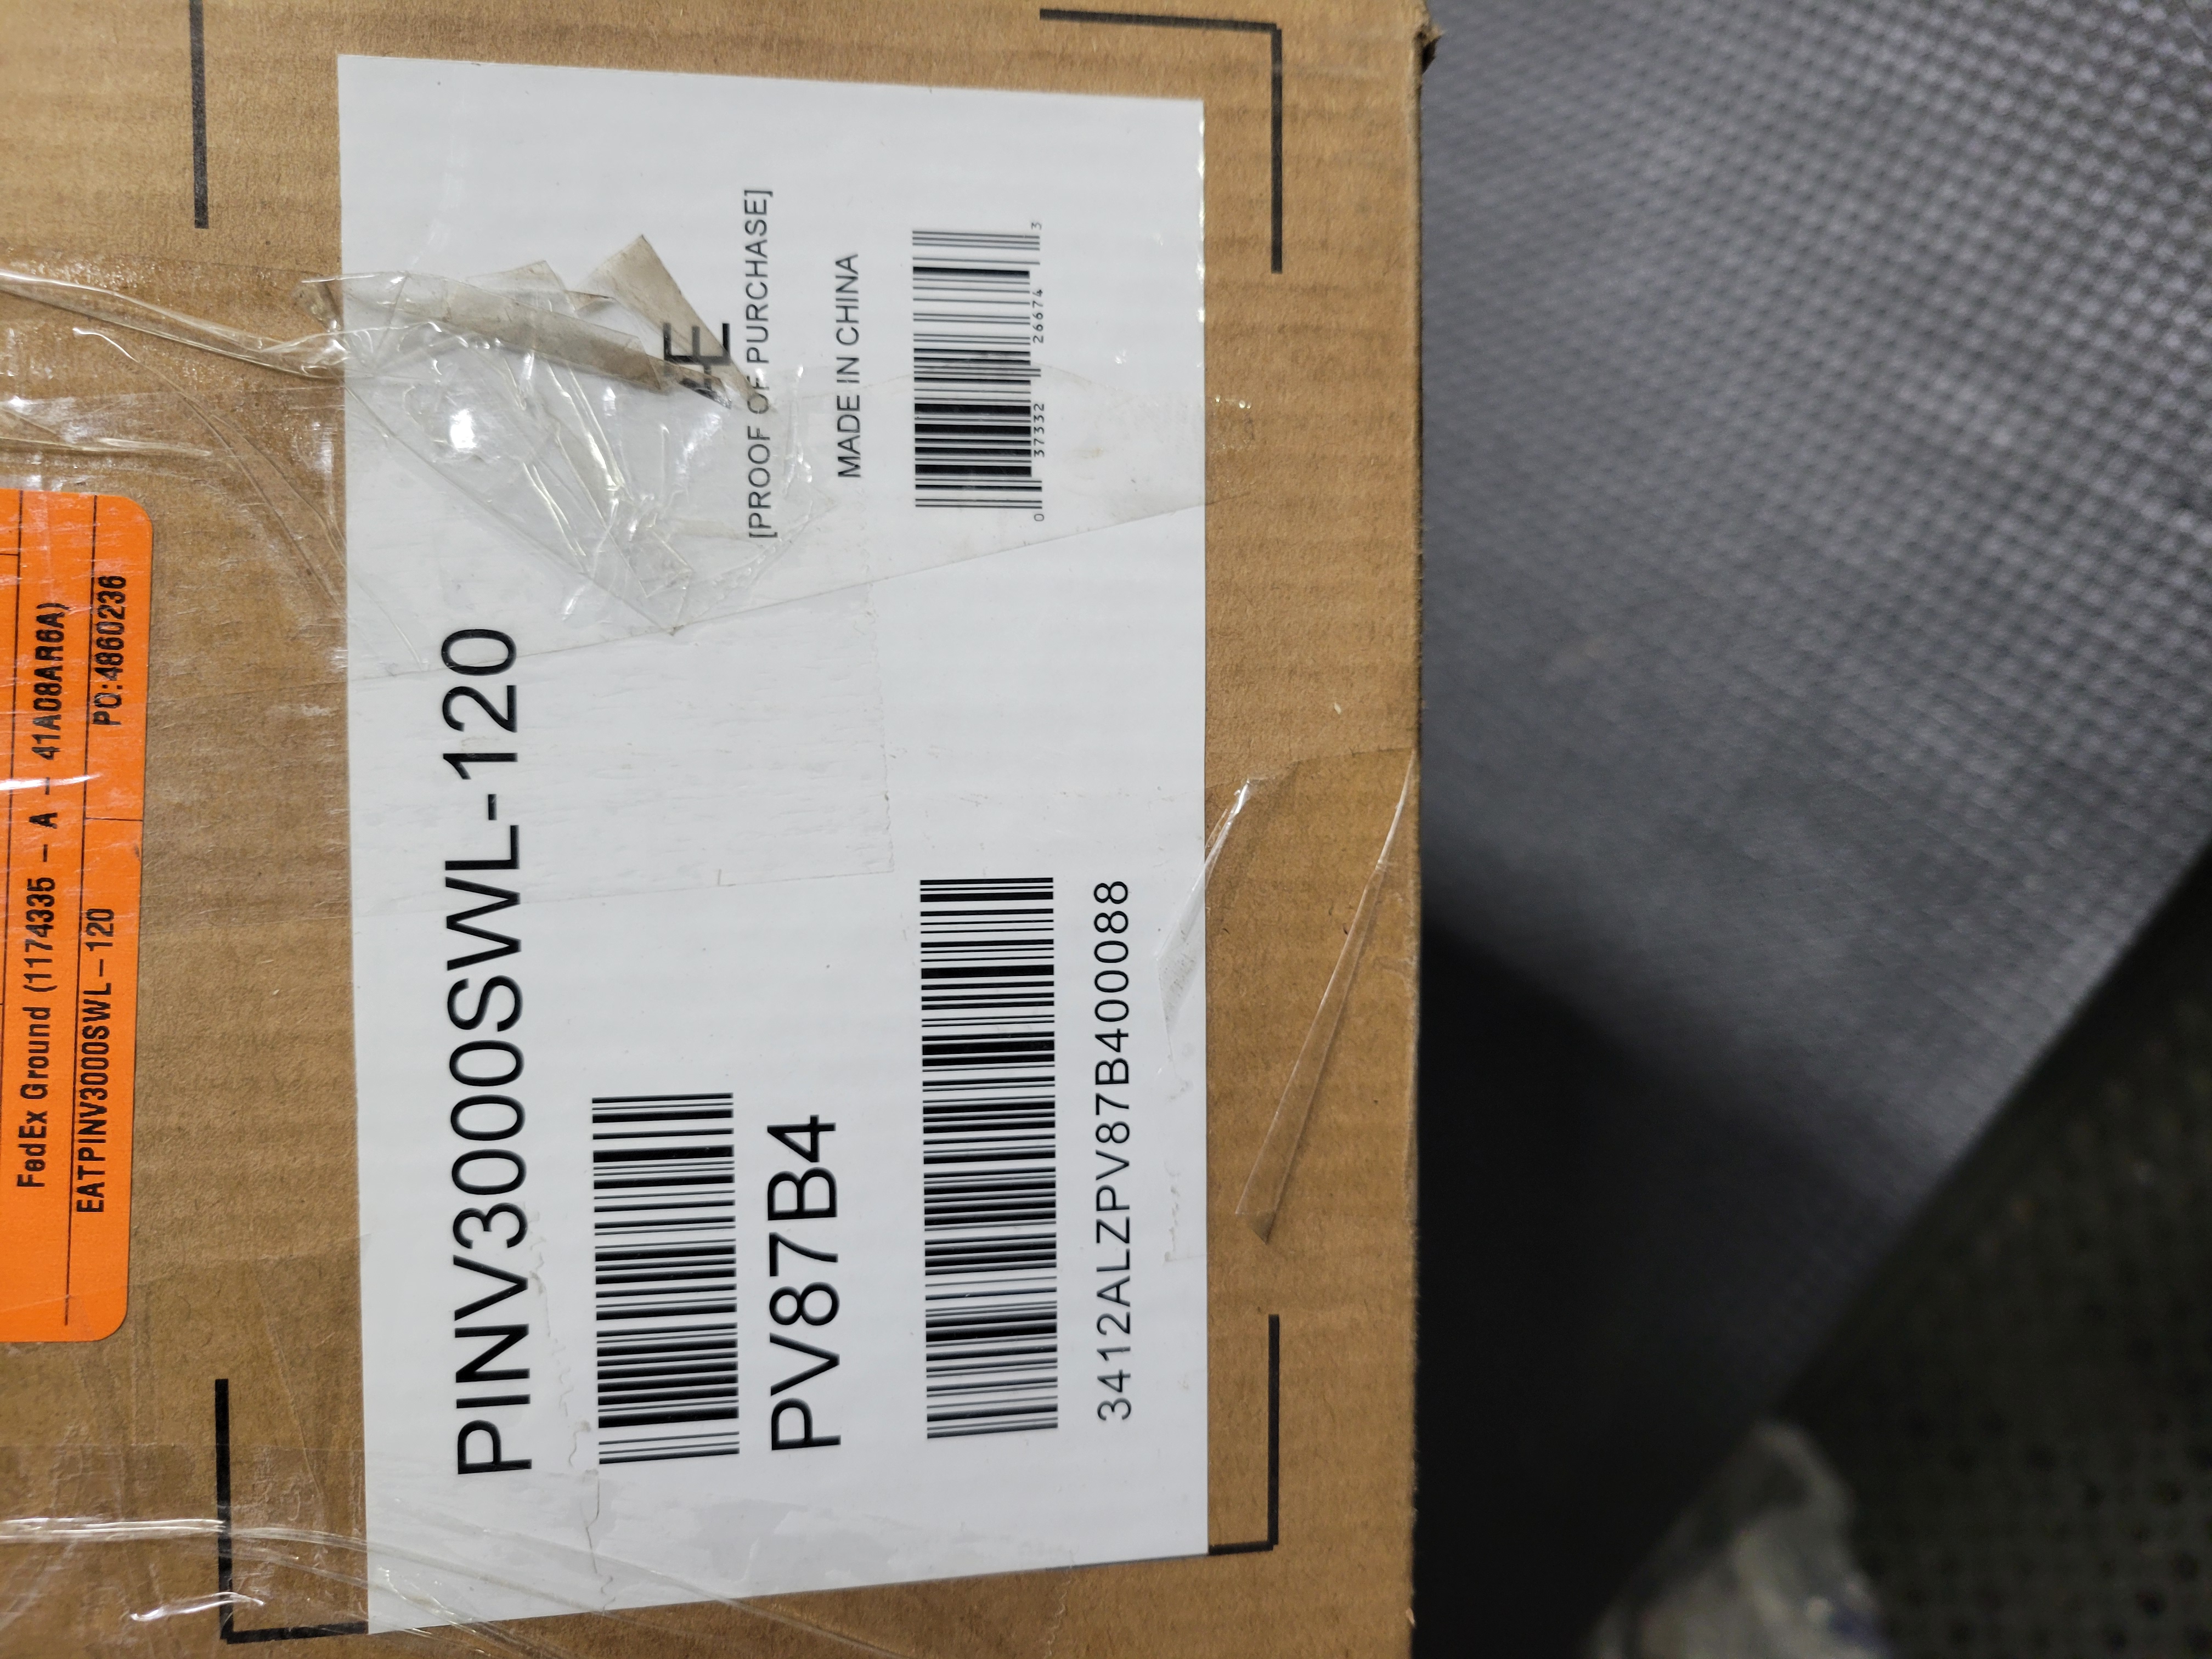 FedEx Ground (1174335 - A - 41A08AR6A)
EATPINV3000SWL-120 PO:4860236
PINV3000SWL-120
PV87B4
3412ALZPV87B400088
[PROOF OF PURCHASE]
MADE IN CHINA
0 37332 26674 3